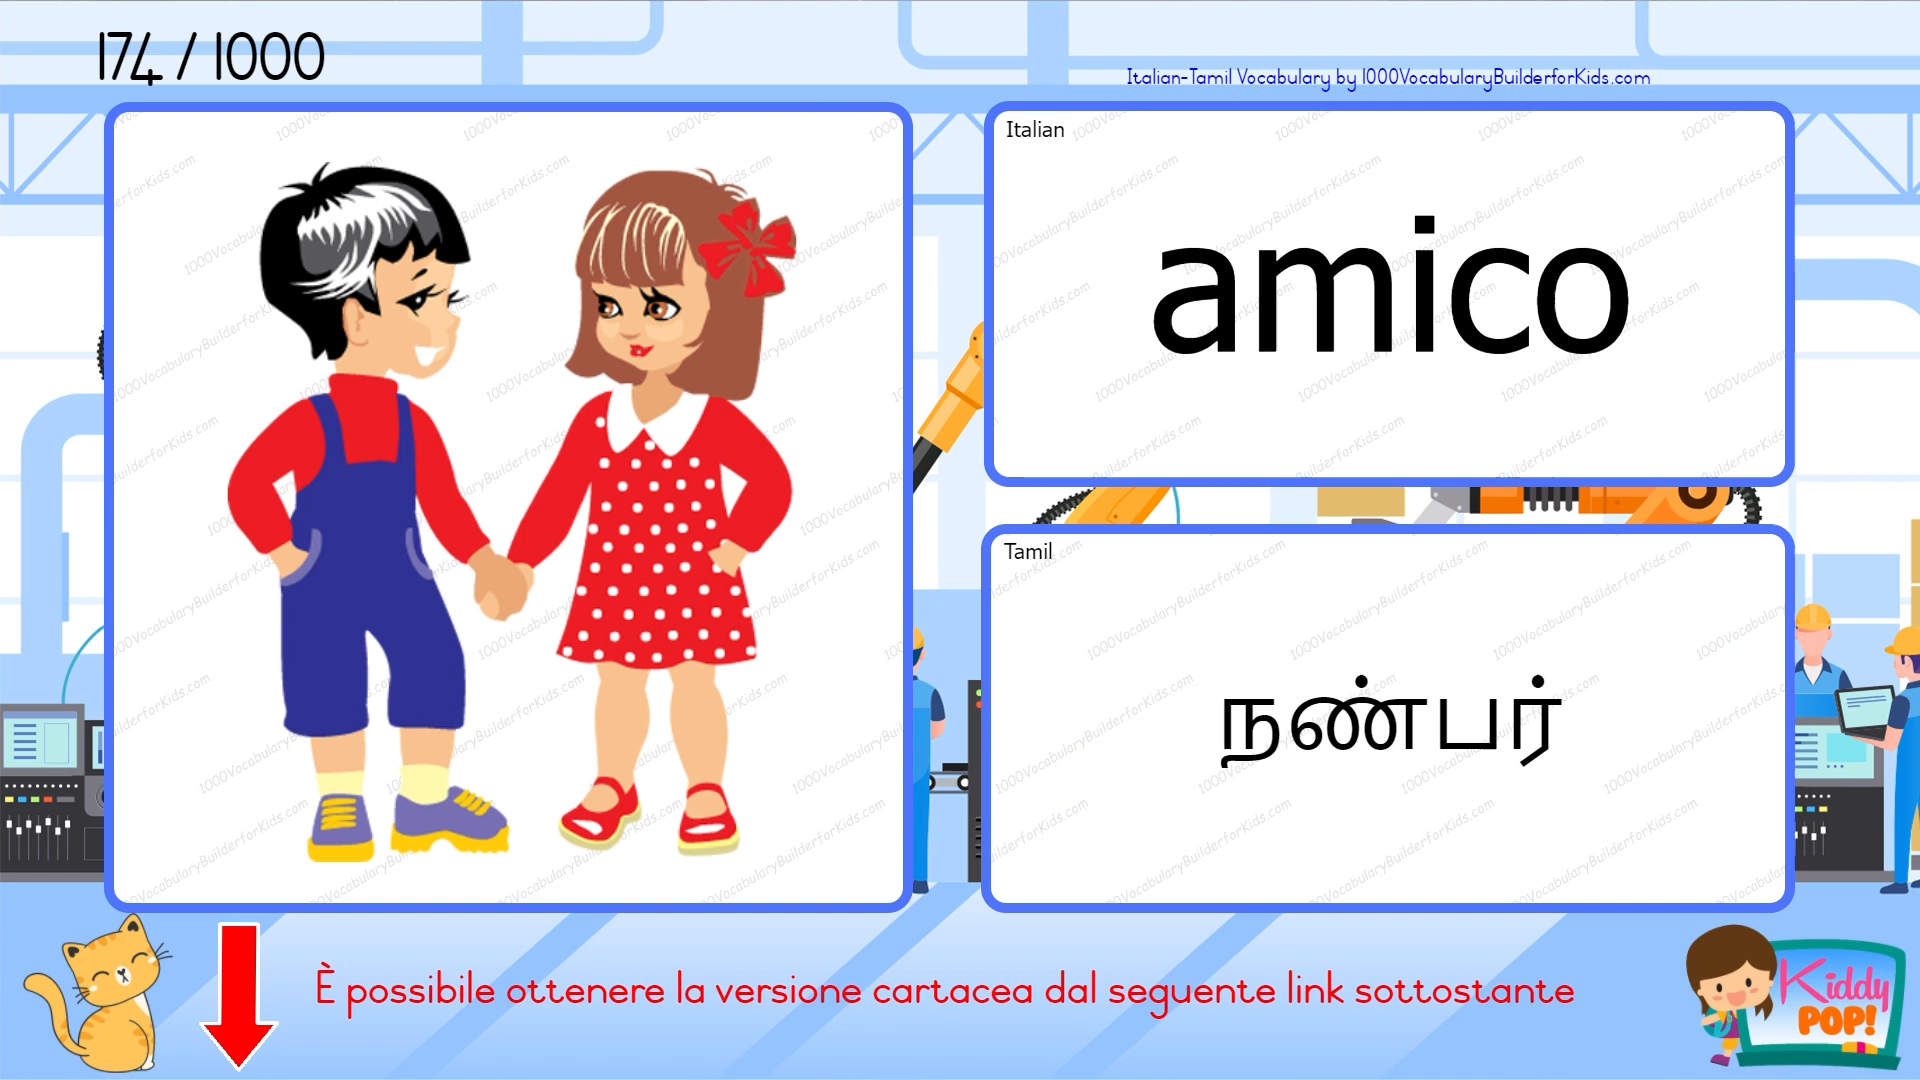 174 / 1000
Italian-Tamil Vocabulary by 1000VocabularyBuilderforKids.com
Italian
amico
Tamil
நண்பர்
È possibile ottenere la versione cartacea dal seguente link sottostante
Kiddy
POP!